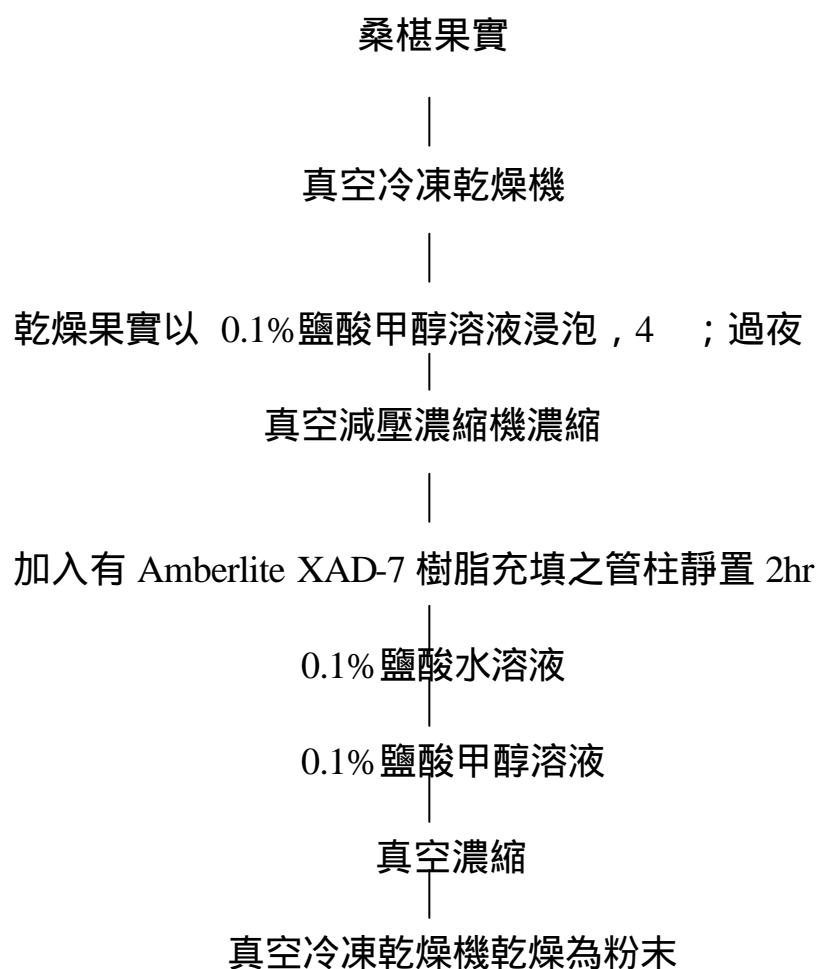 桑椹果實
真空冷凍乾燥機
乾燥果實以 0.1%鹽酸甲醇溶液浸泡，4 ；過夜
真空減壓濃縮機濃縮
加入有 Amberlite XAD-7 樹脂充填之管柱靜置 2hr
0.1%鹽酸水溶液
0.1%鹽酸甲醇溶液
真空濃縮
真空冷凍乾燥機乾燥為粉末